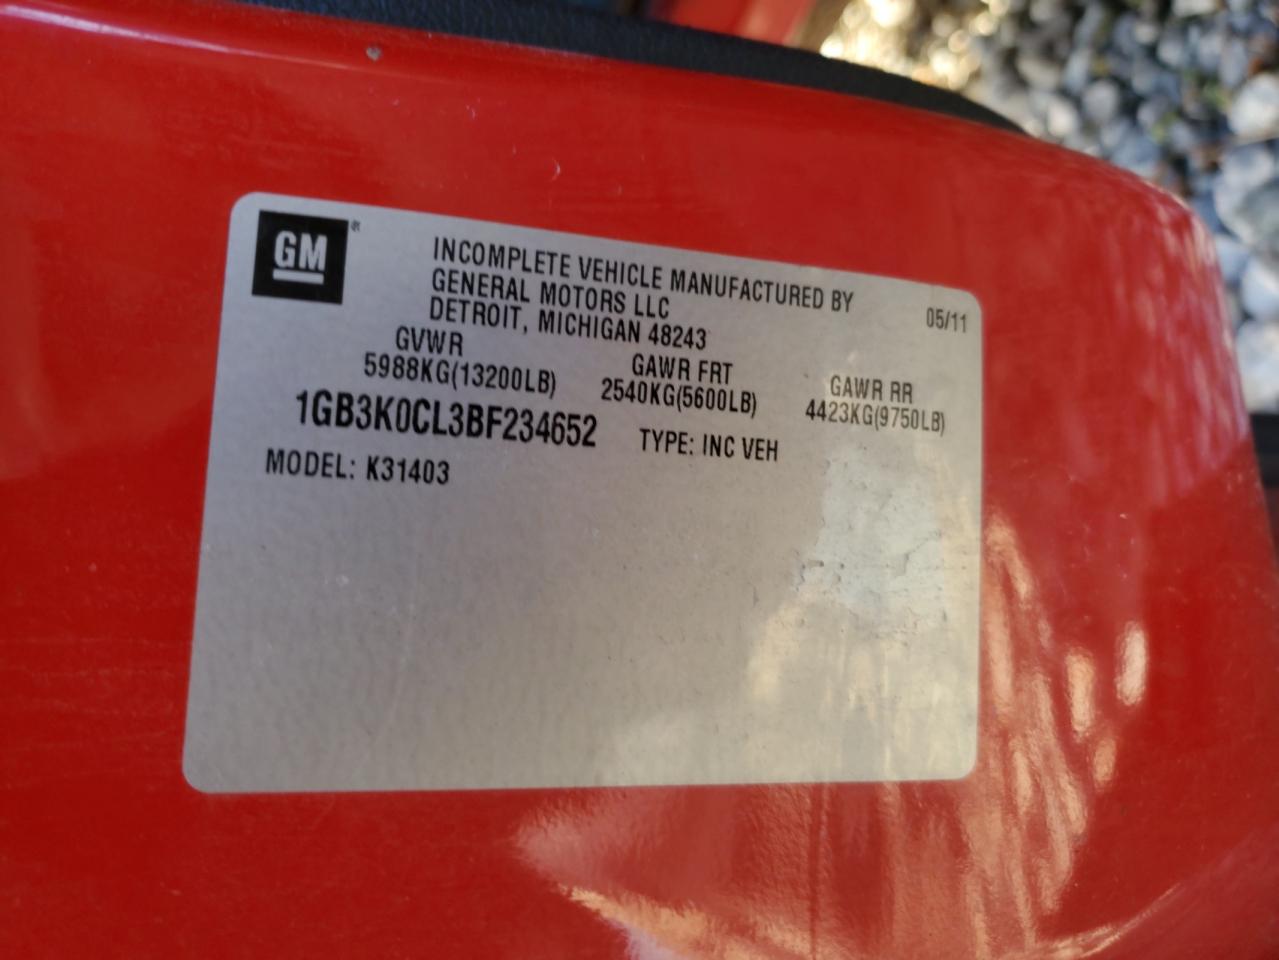 GM®
INCOMPLETE VEHICLE MANUFACTURED BY
GENERAL MOTORS LLC
DETROIT, MICHIGAN 48243
05/11
GVWR
5988KG(13200LB)
GAWR FRT
2540KG(5600LB)
GAWR RR
4423KG(9750LB)
1GB3K0CL3BF234652
TYPE: INC VEH
MODEL: K31403